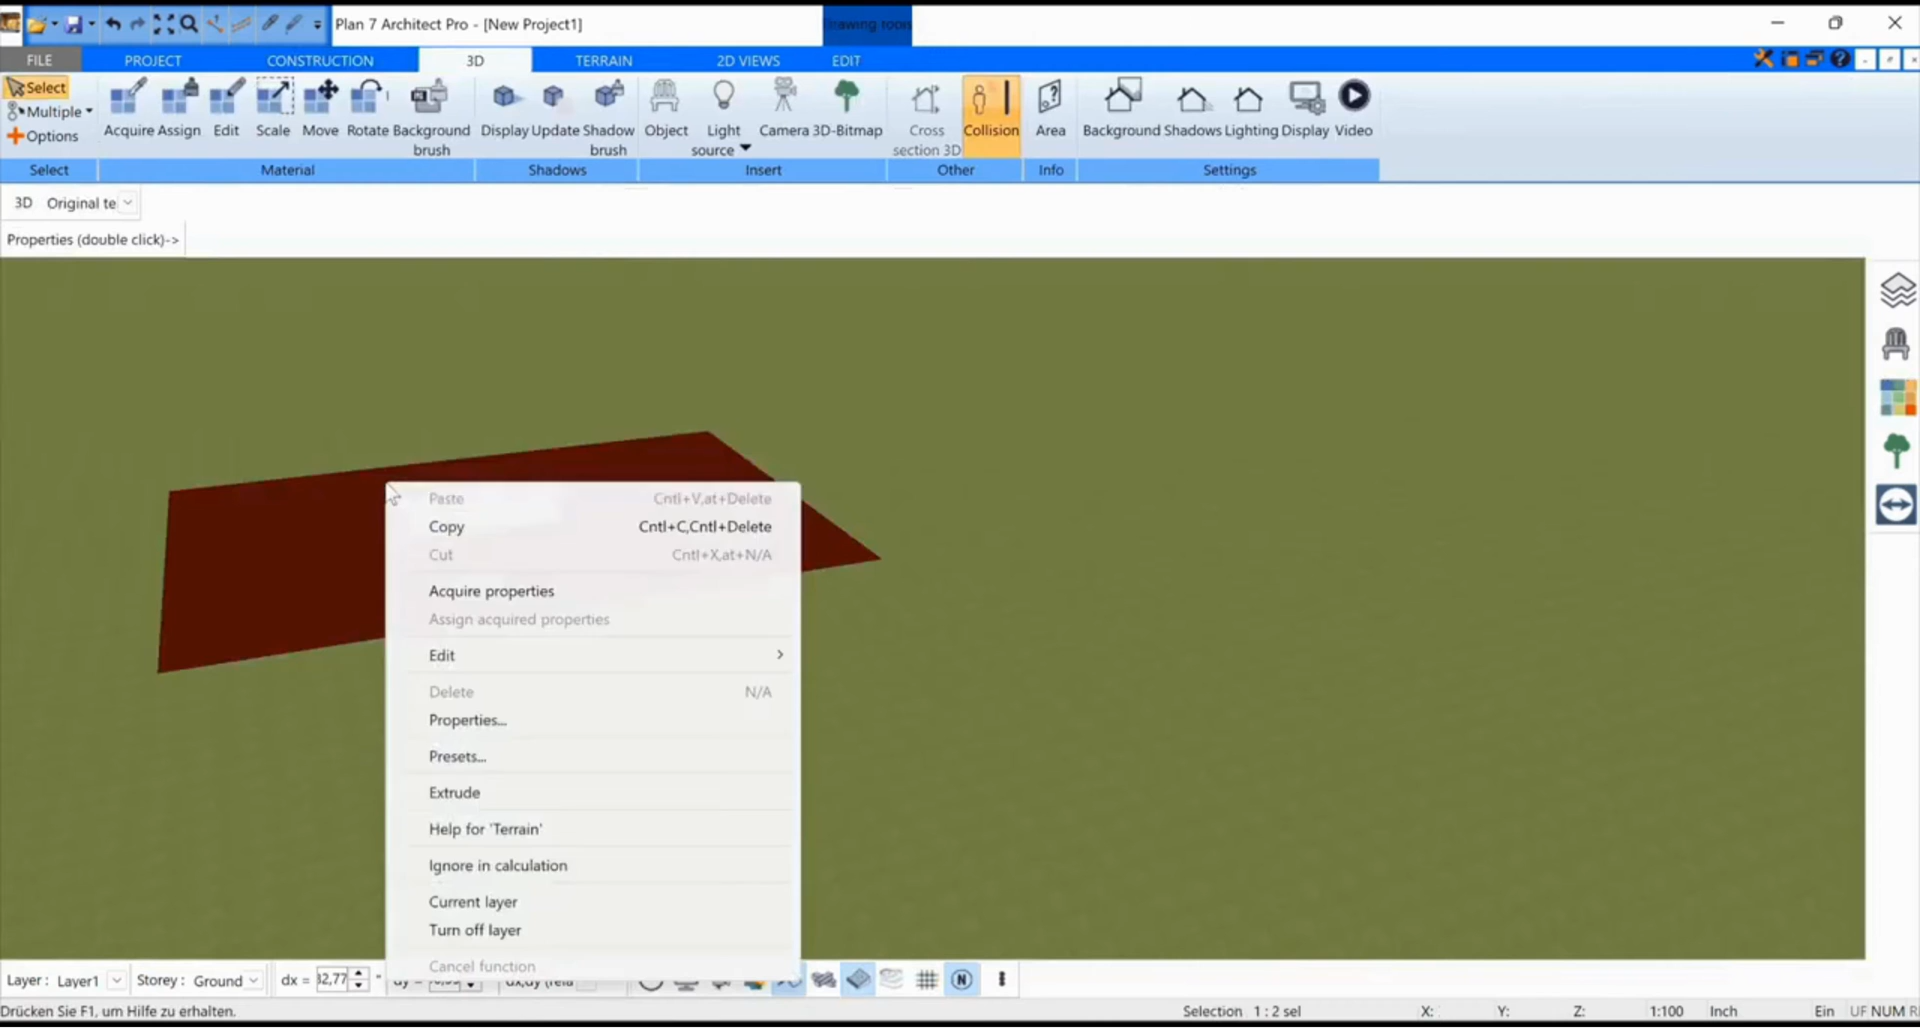 Plan 7 Architect Pro - [New Project1]
Drawing tools
FILE PROJECT CONSTRUCTION 3D TERRAIN 2D VIEWS EDIT
Select
Multiple
Options
Acquire Assign Edit Scale Move Rotate Background brush
Display Update Shadow brush
Object Light source Camera 3D-Bitmap
Cross section 3D Collision Area
Background Shadows Lighting Display Video
Select Material Shadows Insert Other Info Settings
3D Original te
Properties (double click)->
Paste Cntl+V,at+Delete
Copy Cntl+C,Cntl+Delete
Cut Cntl+X,at+N/A
Acquire properties
Assign acquired properties
Edit
Delete N/A
Properties...
Presets...
Extrude
Help for 'Terrain'
Ignore in calculation
Current layer
Turn off layer
Cancel function
Layer : Layer1 Storey : Ground dx = 32,77 "
Drücken Sie F1, um Hilfe zu erhalten. Selection 1 : 2 sel X: Y: Z: 1:100 Inch Ein UF NUM R